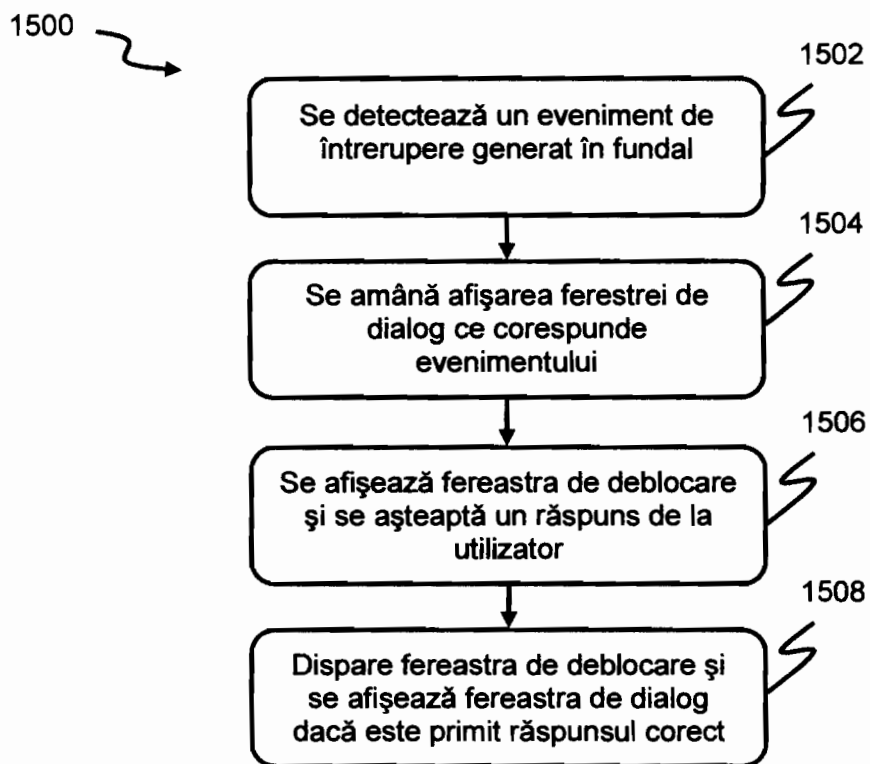 1500
1502
Se detectează un eveniment de
întrerupere generat în fundal
1504
Se amână afişarea ferestrei de
dialog ce corespunde
evenimentului
1506
Se afişează fereastra de deblocare
şi se aşteaptă un răspuns de la
utilizator
1508
Dispare fereastra de deblocare şi
se afişează fereastra de dialog
dacă este primit răspunsul corect